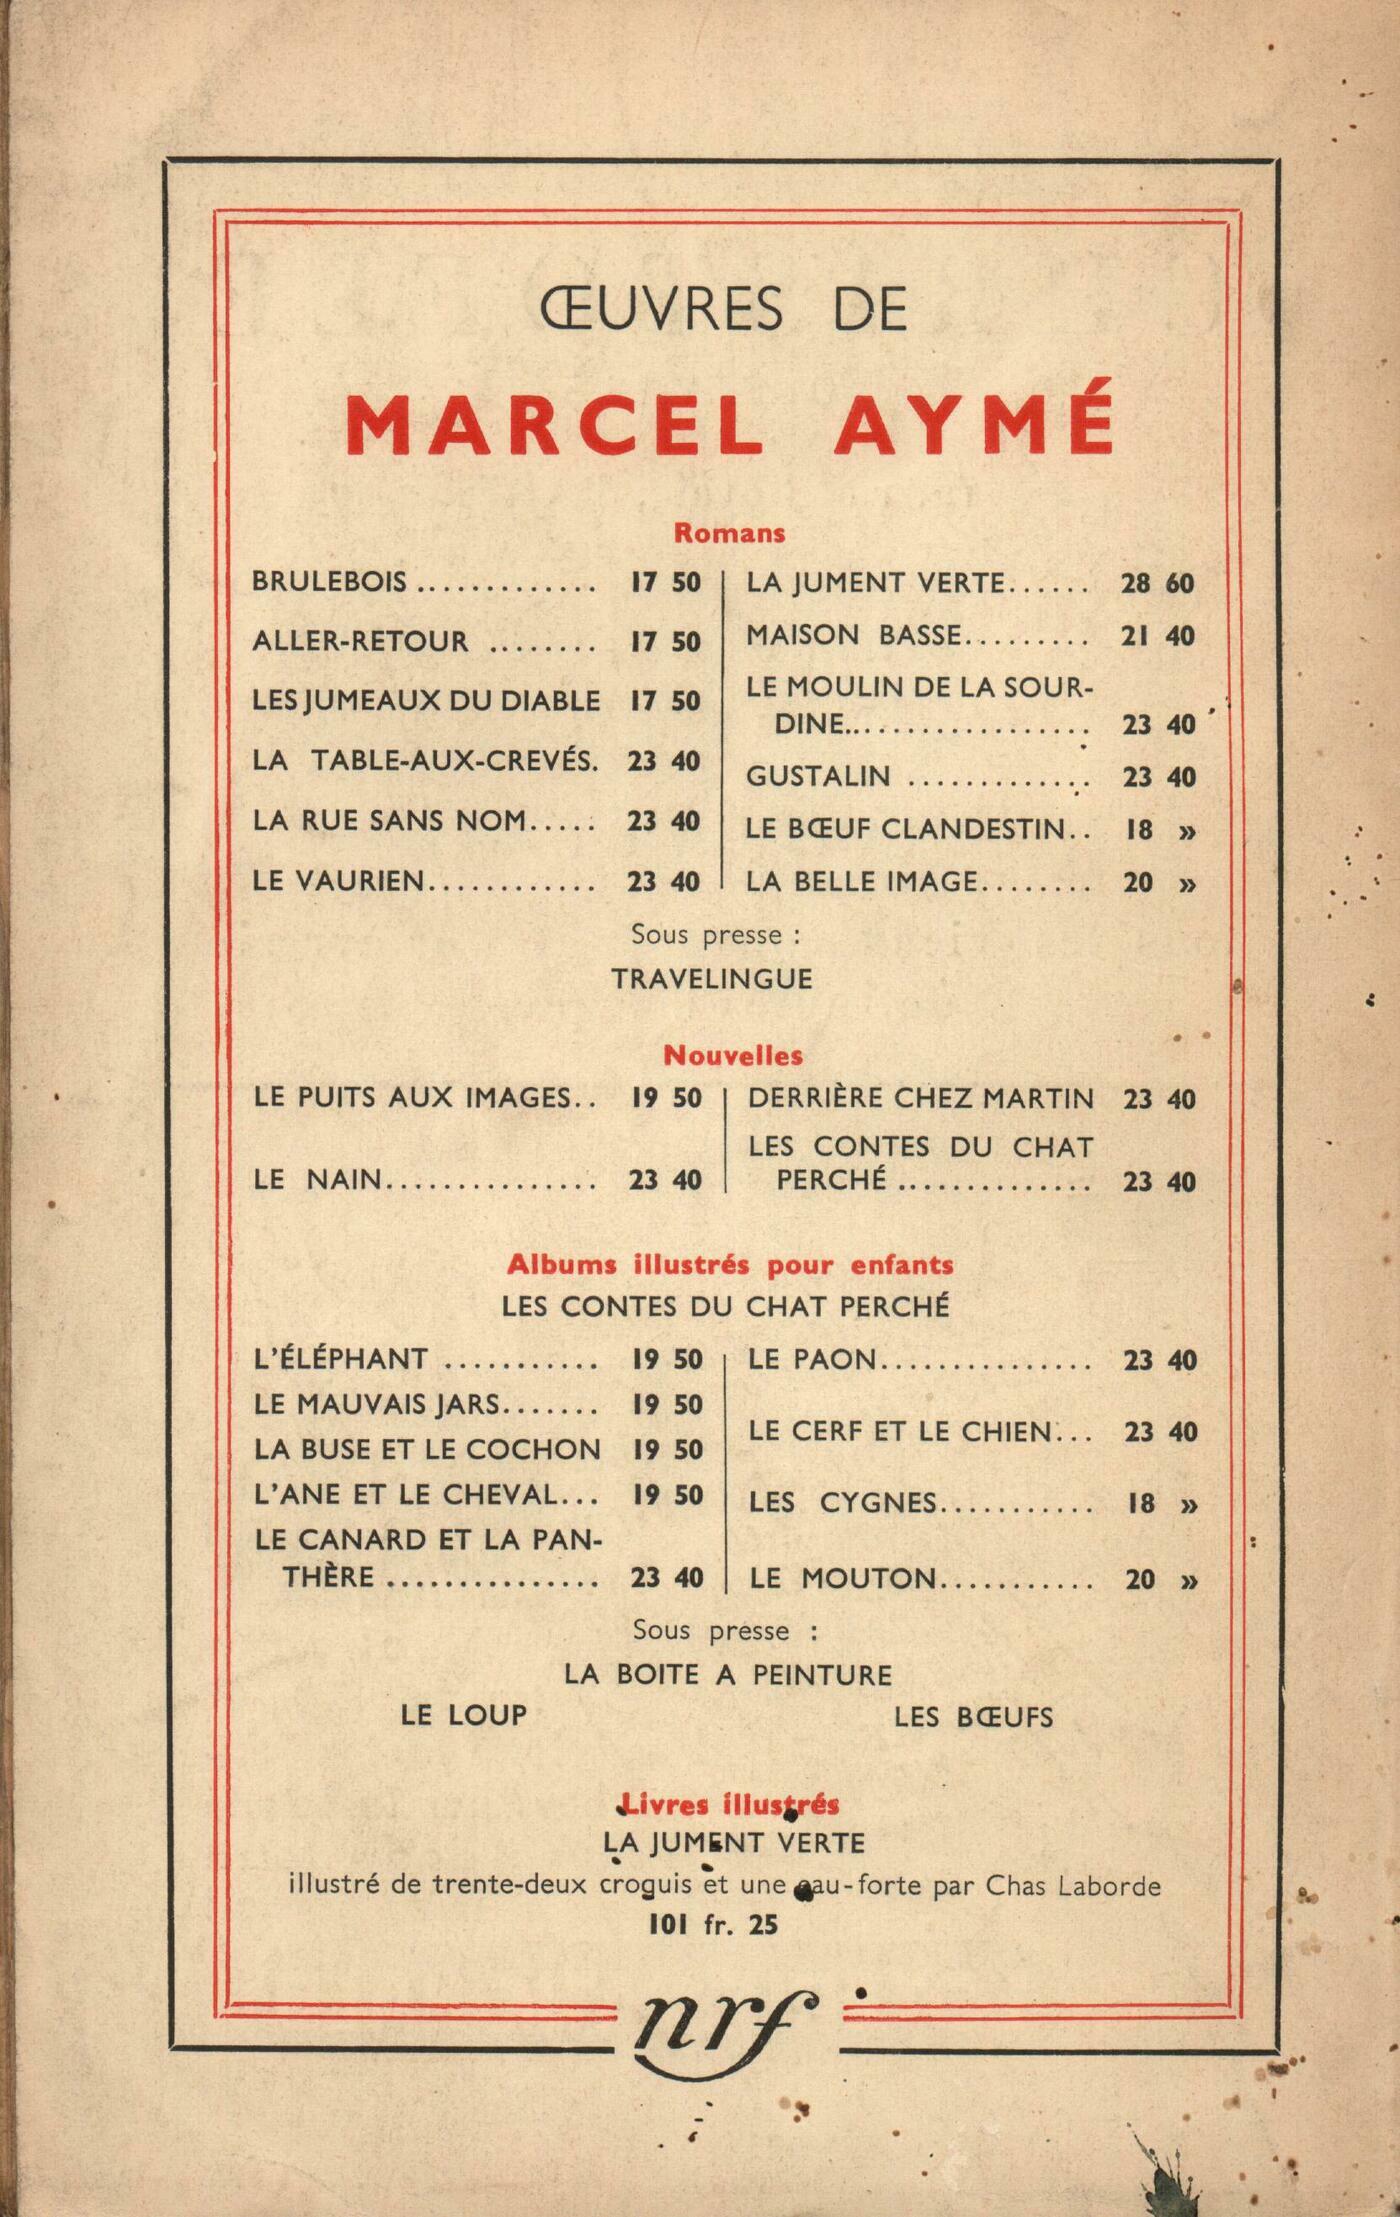 ŒUVRES DE
MARCEL AYMÉ
Romans
BRULEBOIS ............. 17 50
ALLER-RETOUR ........ 17 50
LES JUMEAUX DU DIABLE 17 50
LA TABLE-AUX-CREVÉS. 23 40
LA RUE SANS NOM..... 23 40
LE VAURIEN............ 23 40
LA JUMENT VERTE...... 28 60
MAISON BASSE......... 21 40
LE MOULIN DE LA SOUR-
DINE.................. 23 40
GUSTALIN ............. 23 40
LE BŒUF CLANDESTIN.. 18 »
LA BELLE IMAGE........ 20 »
Sous presse :
TRAVELINGUE
Nouvelles
LE PUITS AUX IMAGES.. 19 50
LE NAIN............... 23 40
DERRIÈRE CHEZ MARTIN 23 40
LES CONTES DU CHAT
PERCHÉ .............. 23 40
Albums illustrés pour enfants
LES CONTES DU CHAT PERCHÉ
L'ÉLÉPHANT ........... 19 50
LE MAUVAIS JARS....... 19 50
LA BUSE ET LE COCHON 19 50
L'ANE ET LE CHEVAL... 19 50
LE CANARD ET LA PAN-
THÈRE ............... 23 40
LE PAON............... 23 40
LE CERF ET LE CHIEN... 23 40
LES CYGNES........... 18 »
LE MOUTON........... 20 »
Sous presse :
LA BOITE A PEINTURE
LE LOUP LES BŒUFS
Livres illustrés
LA JUMENT VERTE
illustré de trente-deux croquis et une eau-forte par Chas Laborde
101 fr. 25
nrf